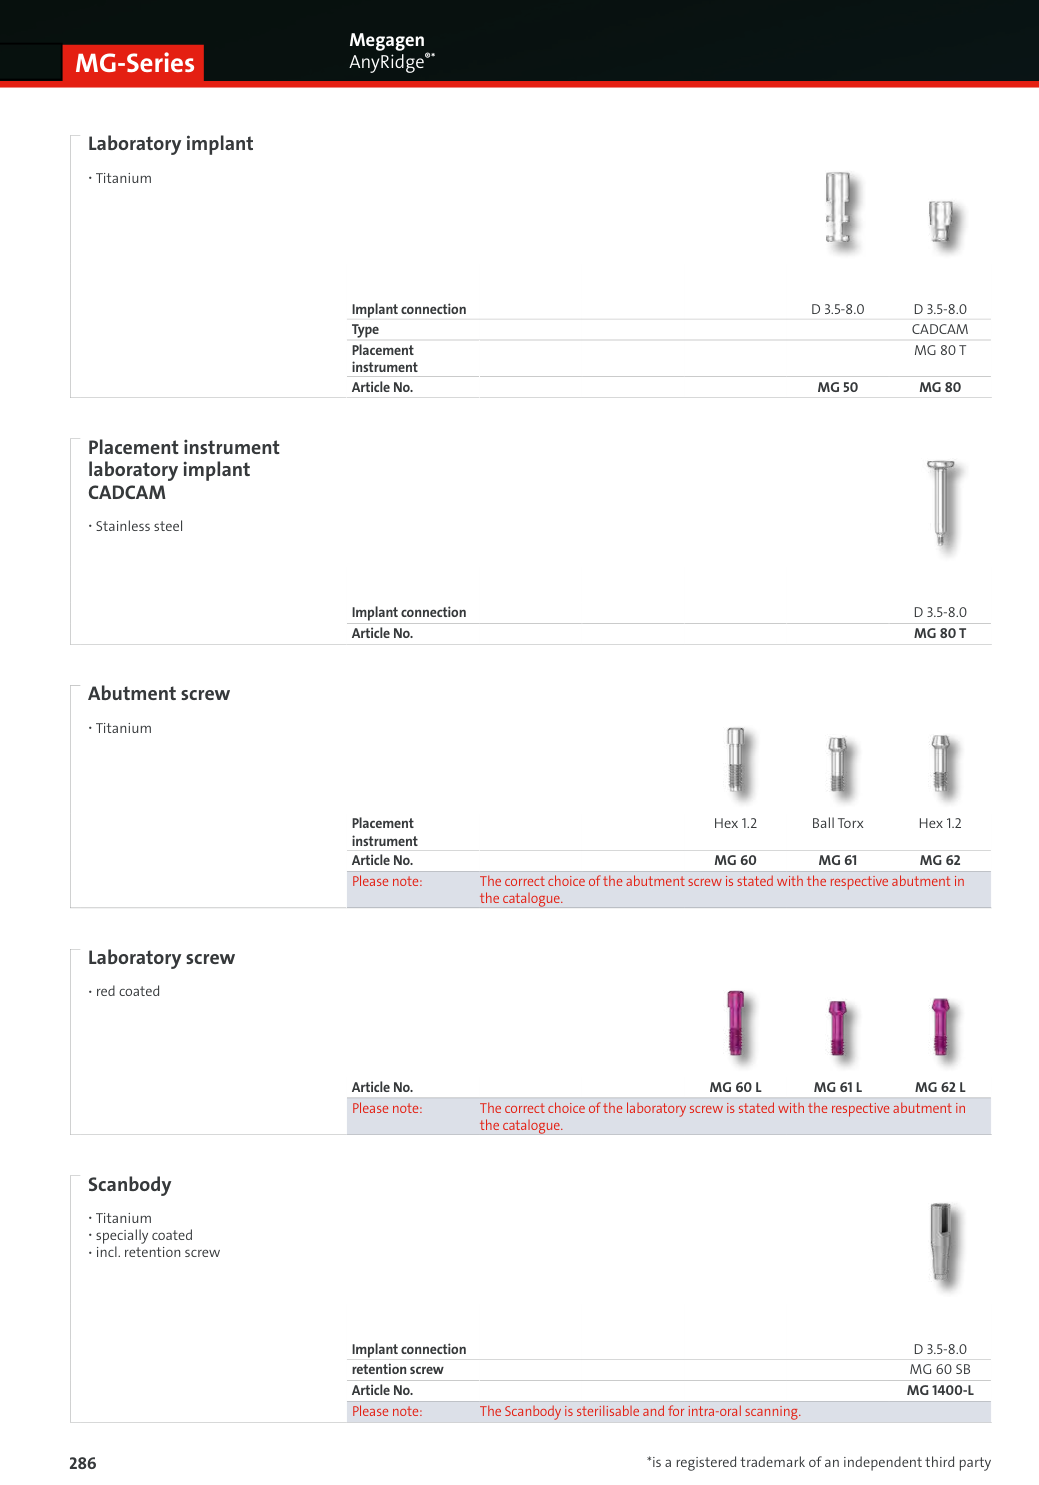 MG-Series
Megagen
AnyRidge®*
Laboratory implant
· Titanium
Implant connection D 3.5-8.0 D 3.5-8.0
Type CADCAM
Placement MG 80 T
instrument
Article No. MG 50 MG 80
Placement instrument
laboratory implant
CADCAM
· Stainless steel
Implant connection D 3.5-8.0
Article No. MG 80 T
Abutment screw
· Titanium
Placement Hex 1.2 Ball Torx Hex 1.2
instrument
Article No. MG 60 MG 61 MG 62
Please note: The correct choice of the abutment screw is stated with the respective abutment in
the catalogue.
Laboratory screw
· red coated
Article No. MG 60 L MG 61 L MG 62 L
Please note: The correct choice of the laboratory screw is stated with the respective abutment in
the catalogue.
Scanbody
· Titanium
· specially coated
· incl. retention screw
Implant connection D 3.5-8.0
retention screw MG 60 SB
Article No. MG 1400-L
Please note: The Scanbody is sterilisable and for intra-oral scanning.
286 *is a registered trademark of an independent third party